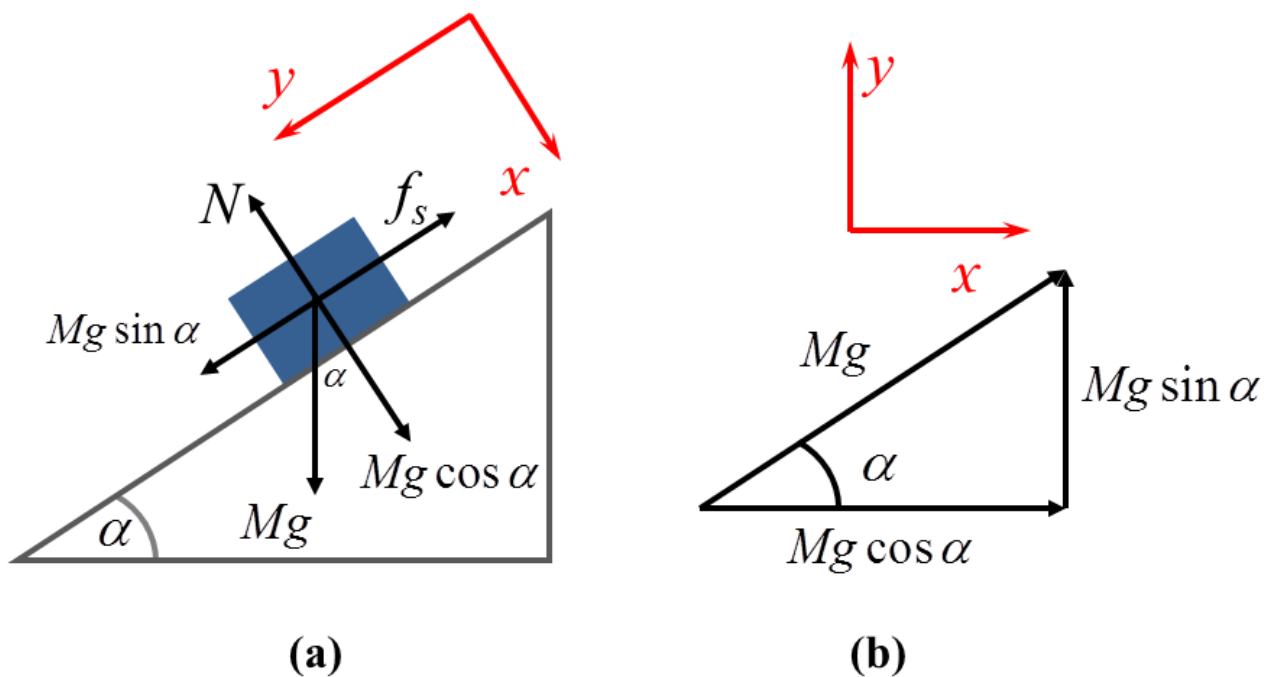 y
x
N
f_s
Mg sin α
α
Mg cos α
Mg
α
(a)
y
x
Mg
Mg sin α
α
Mg cos α
(b)